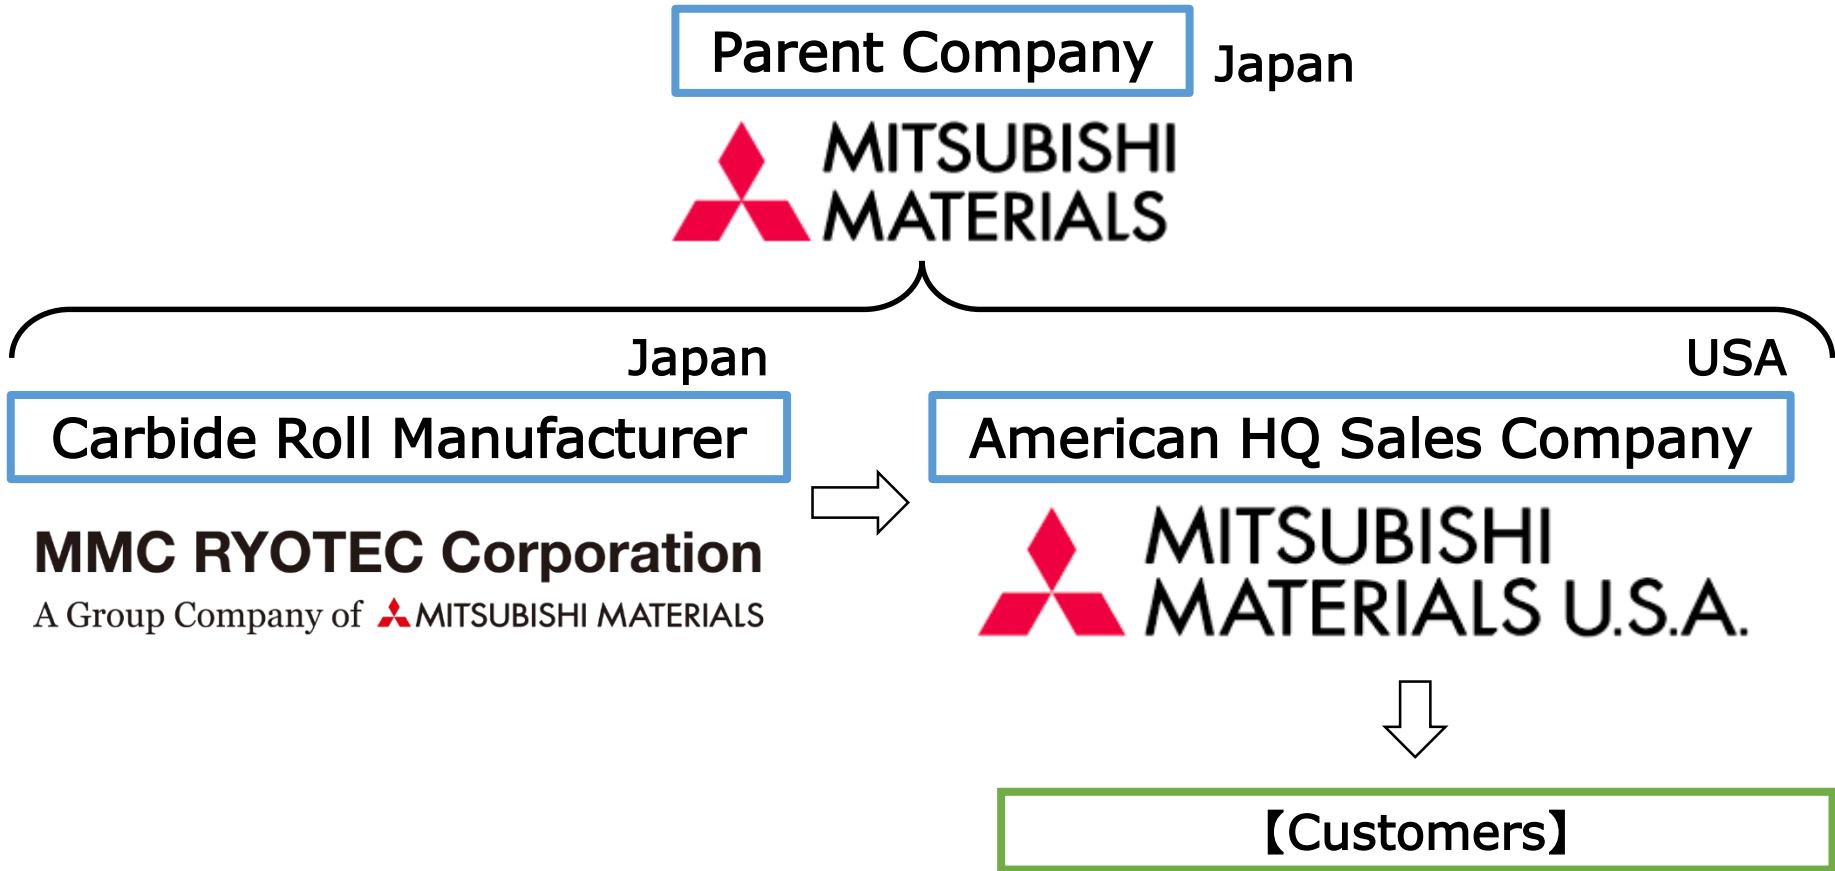 Parent Company
Japan
MITSUBISHI
MATERIALS
Japan
USA
Carbide Roll Manufacturer
American HQ Sales Company
MMC RYOTEC Corporation
A Group Company of MITSUBISHI MATERIALS
MITSUBISHI
MATERIALS U.S.A.
【Customers】